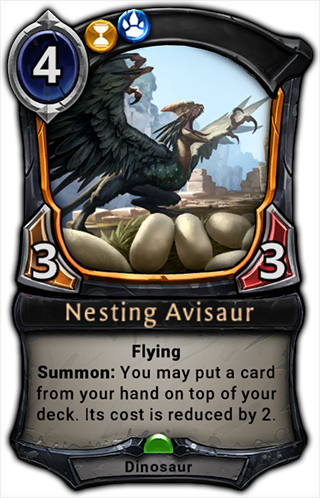 4
3
3
Nesting Avisaur
Flying
Summon: You may put a card
from your hand on top of your
deck. Its cost is reduced by 2.
Dinosaur